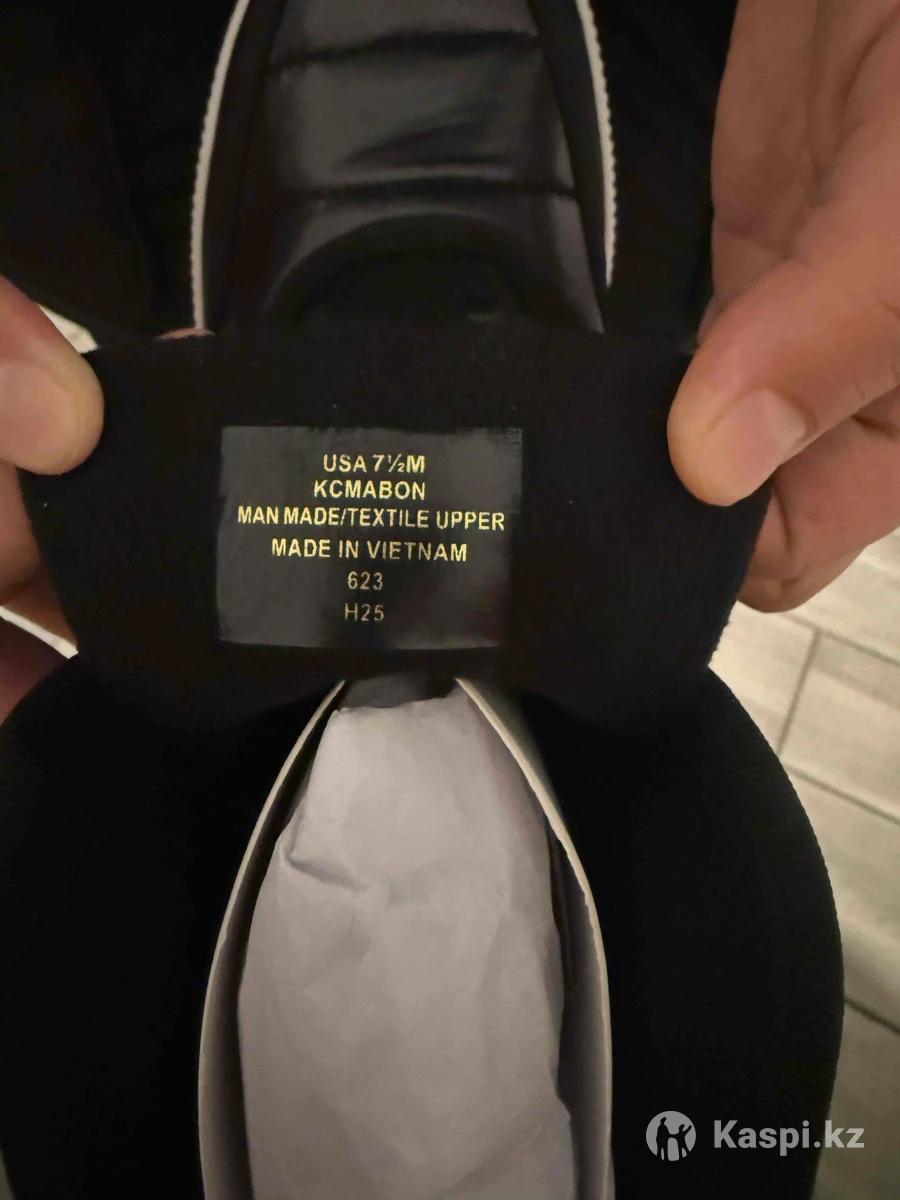 USA 7½M
KCMABON
MAN MADE/TEXTILE UPPER
MADE IN VIETNAM
623
H25
Kaspi.kz